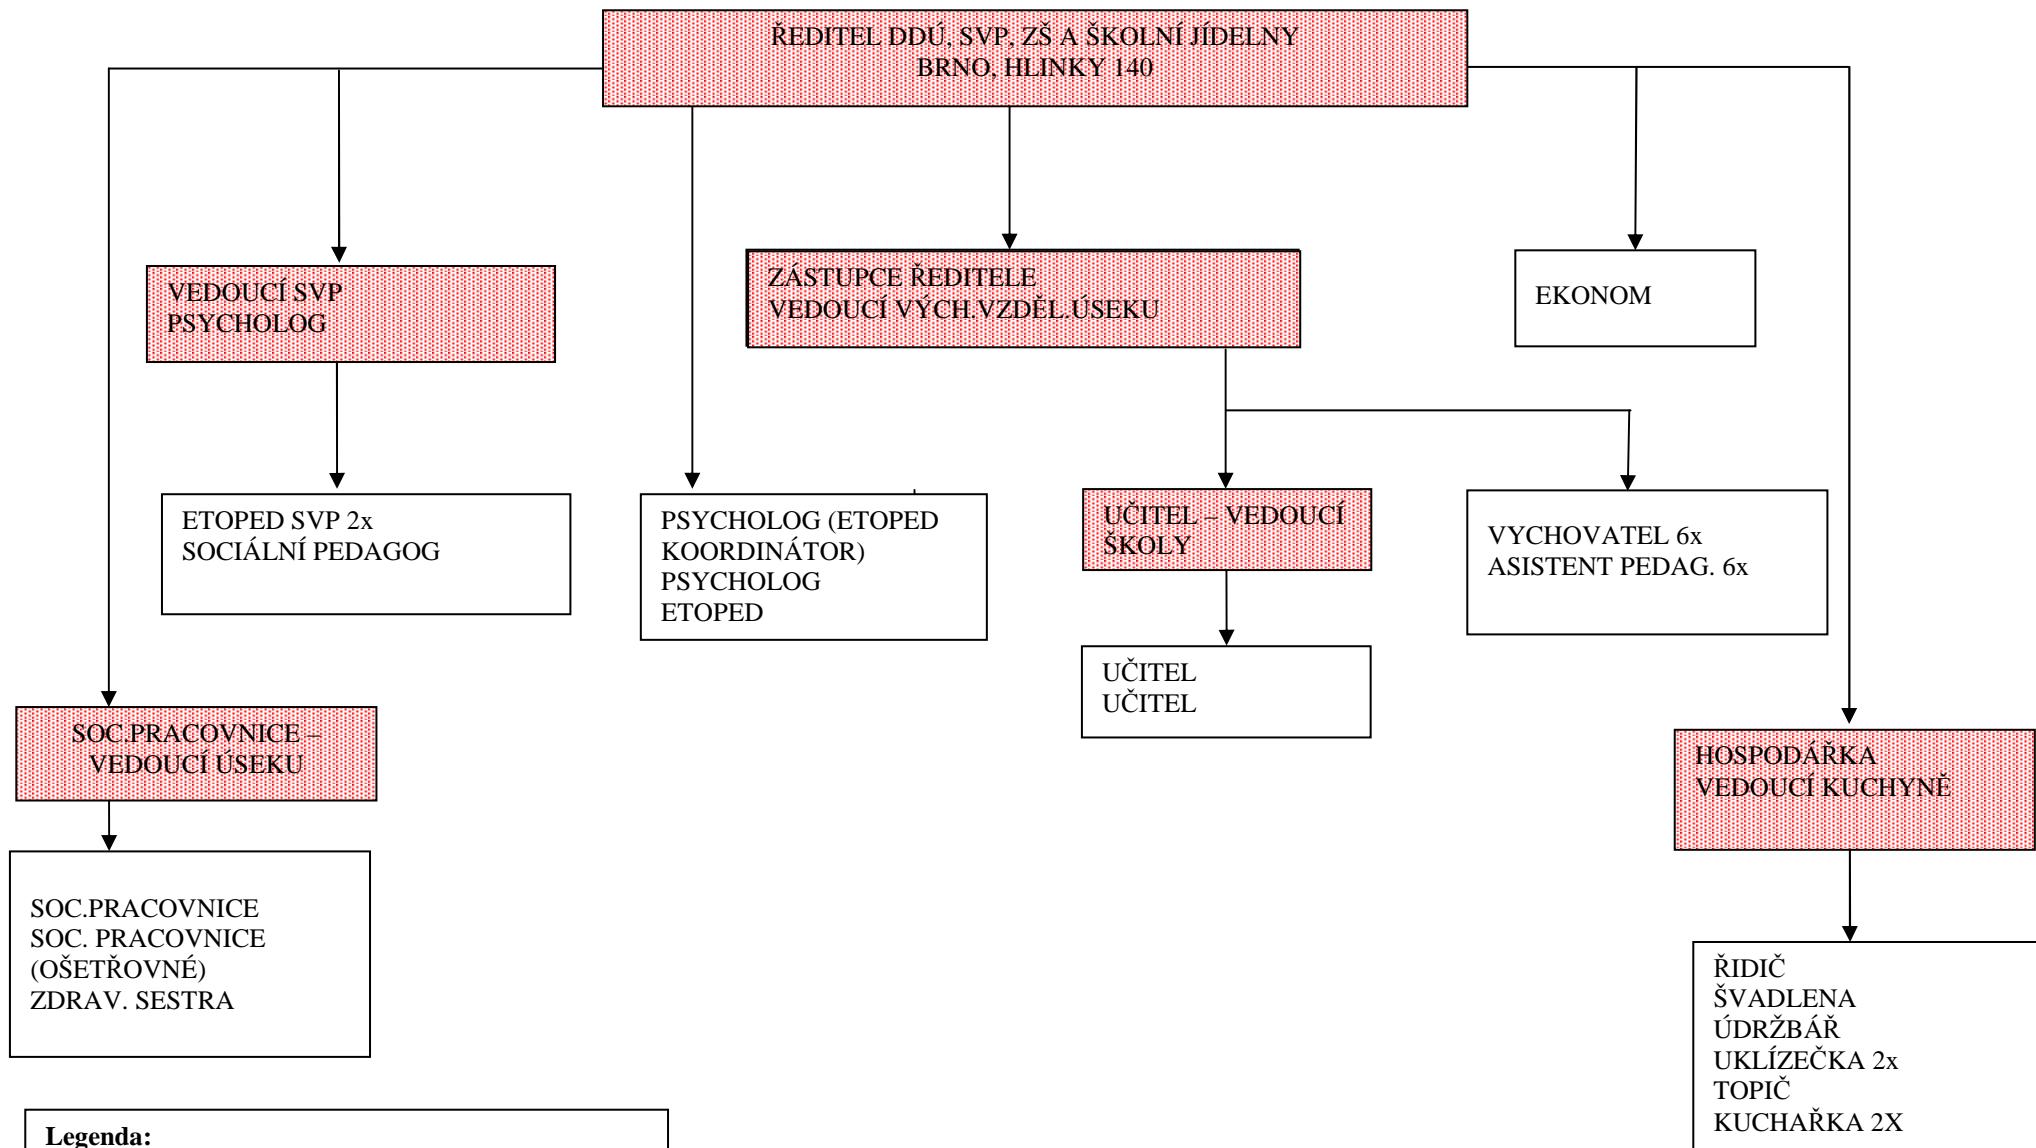 ŘEDITEL DDÚ, SVP, ZŠ A ŠKOLNÍ JÍDELNY
BRNO, HLINKY 140
VEDOUCÍ SVP
PSYCHOLOG
ZÁSTUPCE ŘEDITELE
VEDOUCÍ VÝCH.VZDĚL.ÚSEKU
EKONOM
ETOPED SVP 2x
SOCIÁLNÍ PEDAGOG
PSYCHOLOG (ETOPED
KOORDINÁTOR)
PSYCHOLOG
ETOPED
UČITEL – VEDOUCÍ
ŠKOLY
VYCHOVATEL 6x
ASISTENT PEDAG. 6x
UČITEL
UČITEL
SOC.PRACOVNICE –
VEDOUCÍ ÚSEKU
HOSPODÁŘKA
VEDOUCÍ KUCHYNĚ
SOC.PRACOVNICE
SOC. PRACOVNICE
(OŠETŘOVNÉ)
ZDRAV. SESTRA
ŘIDIČ
ŠVADLENA
ÚDRŽBÁŘ
UKLÍZEČKA 2x
TOPIČ
KUCHAŘKA 2X
Legenda: